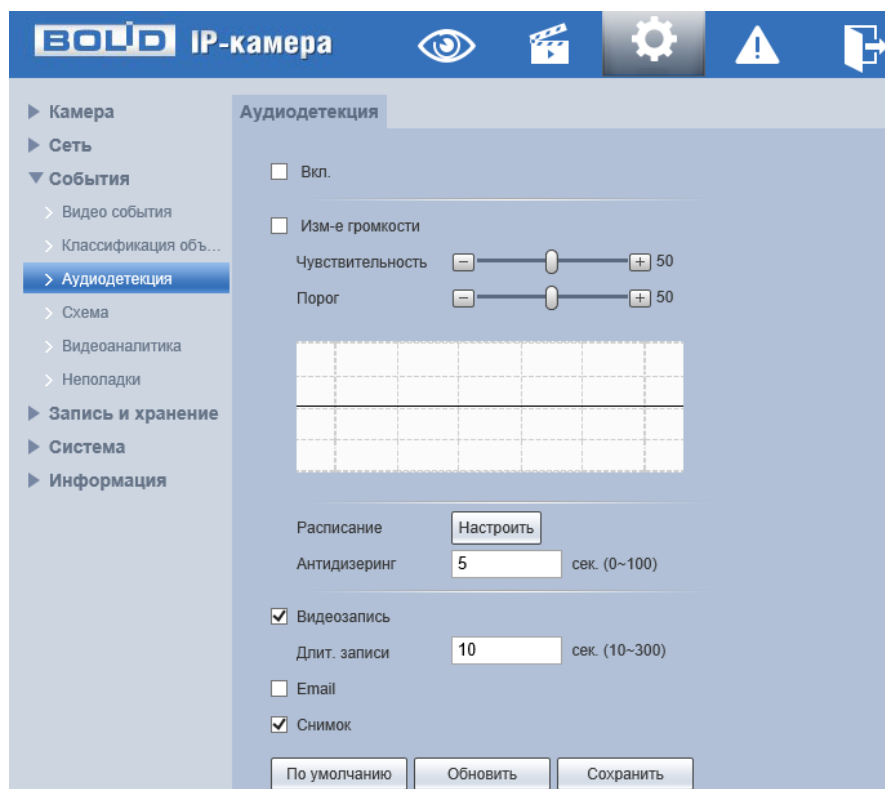 BOLID IP-камера
Камера
Сеть
События
Видео события
Классификация объ...
Аудиодетекция
Схема
Видеоаналитика
Неполадки
Запись и хранение
Система
Информация
Аудиодетекция
Вкл.
Изм-е громкости
Чувствительность 50
Порог 50
Расписание Настроить
Антидизеринг 5 сек. (0~100)
Видеозапись
Длит. записи 10 сек. (10~300)
Email
Снимок
По умолчанию Обновить Сохранить